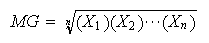 MG = ⁿ√(X₁)(X₂)···(Xₙ)